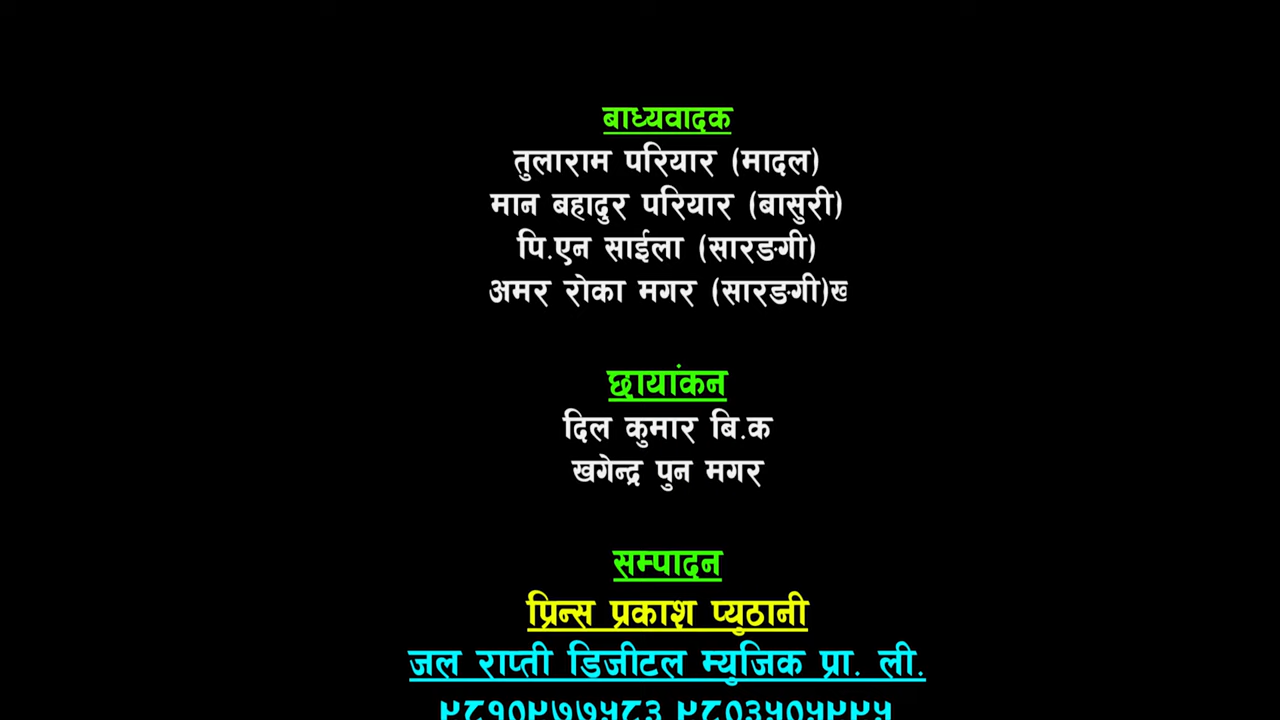 बाध्यवादक
तुलाराम परियार (मादल)
मान बहादुर परियार (बासुरी)
पि.एन साईला (सारङगी)
अमर रोका मगर (सारङगी)ख
छायांकन
दिल कुमार बि.क
खगेन्द्र पुन मगर
सम्पादन
प्रिन्स प्रकाश प्युठानी
जल राप्ती डिजीटल म्युजिक प्रा. ली.